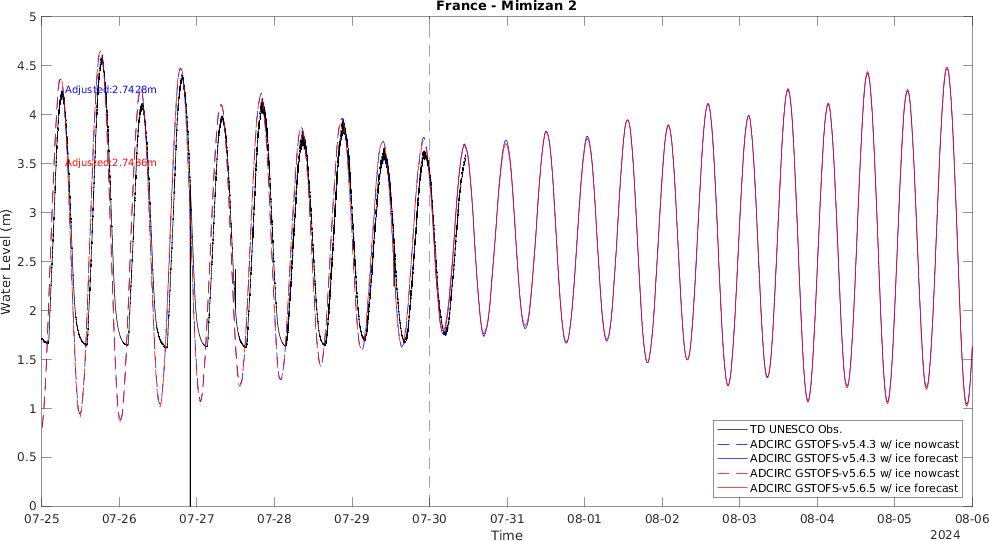 France - Mimizan 2
5
4.5
4
3.5
3
2.5
2
1.5
1
0.5
0
Water Level (m)
Adjusted:2.7428m
Adjusted:2.7486m
TD UNESCO Obs.
ADCIRC GSTOFS-v5.4.3 w/ ice nowcast
ADCIRC GSTOFS-v5.4.3 w/ ice forecast
ADCIRC GSTOFS-v5.6.5 w/ ice nowcast
ADCIRC GSTOFS-v5.6.5 w/ ice forecast
07-25 07-26 07-27 07-28 07-29 07-30 07-31 08-01 08-02 08-03 08-04 08-05 08-06
Time
2024